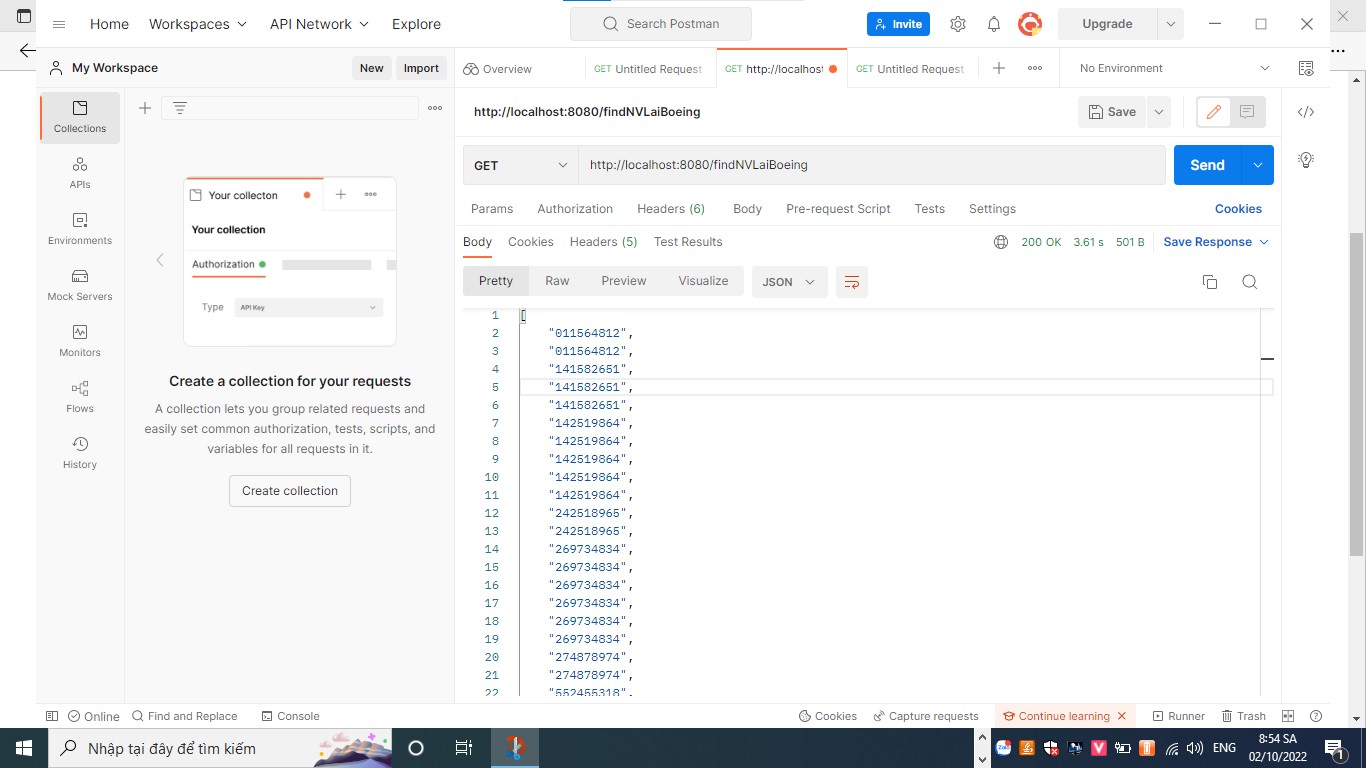 Home Workspaces API Network Explore Search Postman Invite Upgrade
My Workspace New Import Overview GET Untitled Request GET http://localhost GET Untitled Request No Environment
http://localhost:8080/findNVLaiBoeing Save
GET http://localhost:8080/findNVLaiBoeing Send
Params Authorization Headers (6) Body Pre-request Script Tests Settings Cookies
Body Cookies Headers (5) Test Results 200 OK 3.61 s 501 B Save Response
Pretty Raw Preview Visualize JSON
Collections
APIs
Environments
Mock Servers
Monitors
Flows
History
Your collecton
Your collection
Authorization
Type API Key
Create a collection for your requests
A collection lets you group related requests and
easily set common authorization, tests, scripts, and
variables for all requests in it.
Create collection
1 [
2 "011564812",
3 "011564812",
4 "141582651",
5 "141582651",
6 "141582651",
7 "142519864",
8 "142519864",
9 "142519864",
10 "142519864",
11 "142519864",
12 "242518965",
13 "242518965",
14 "269734834",
15 "269734834",
16 "269734834",
17 "269734834",
18 "269734834",
19 "269734834",
20 "274878974",
21 "274878974",
22 "552455318",
Online Find and Replace Console Cookies Capture requests Continue learning Runner Trash
Nhập tại đây để tìm kiếm Zalo V ENG 8:54 SA
02/10/2022 1